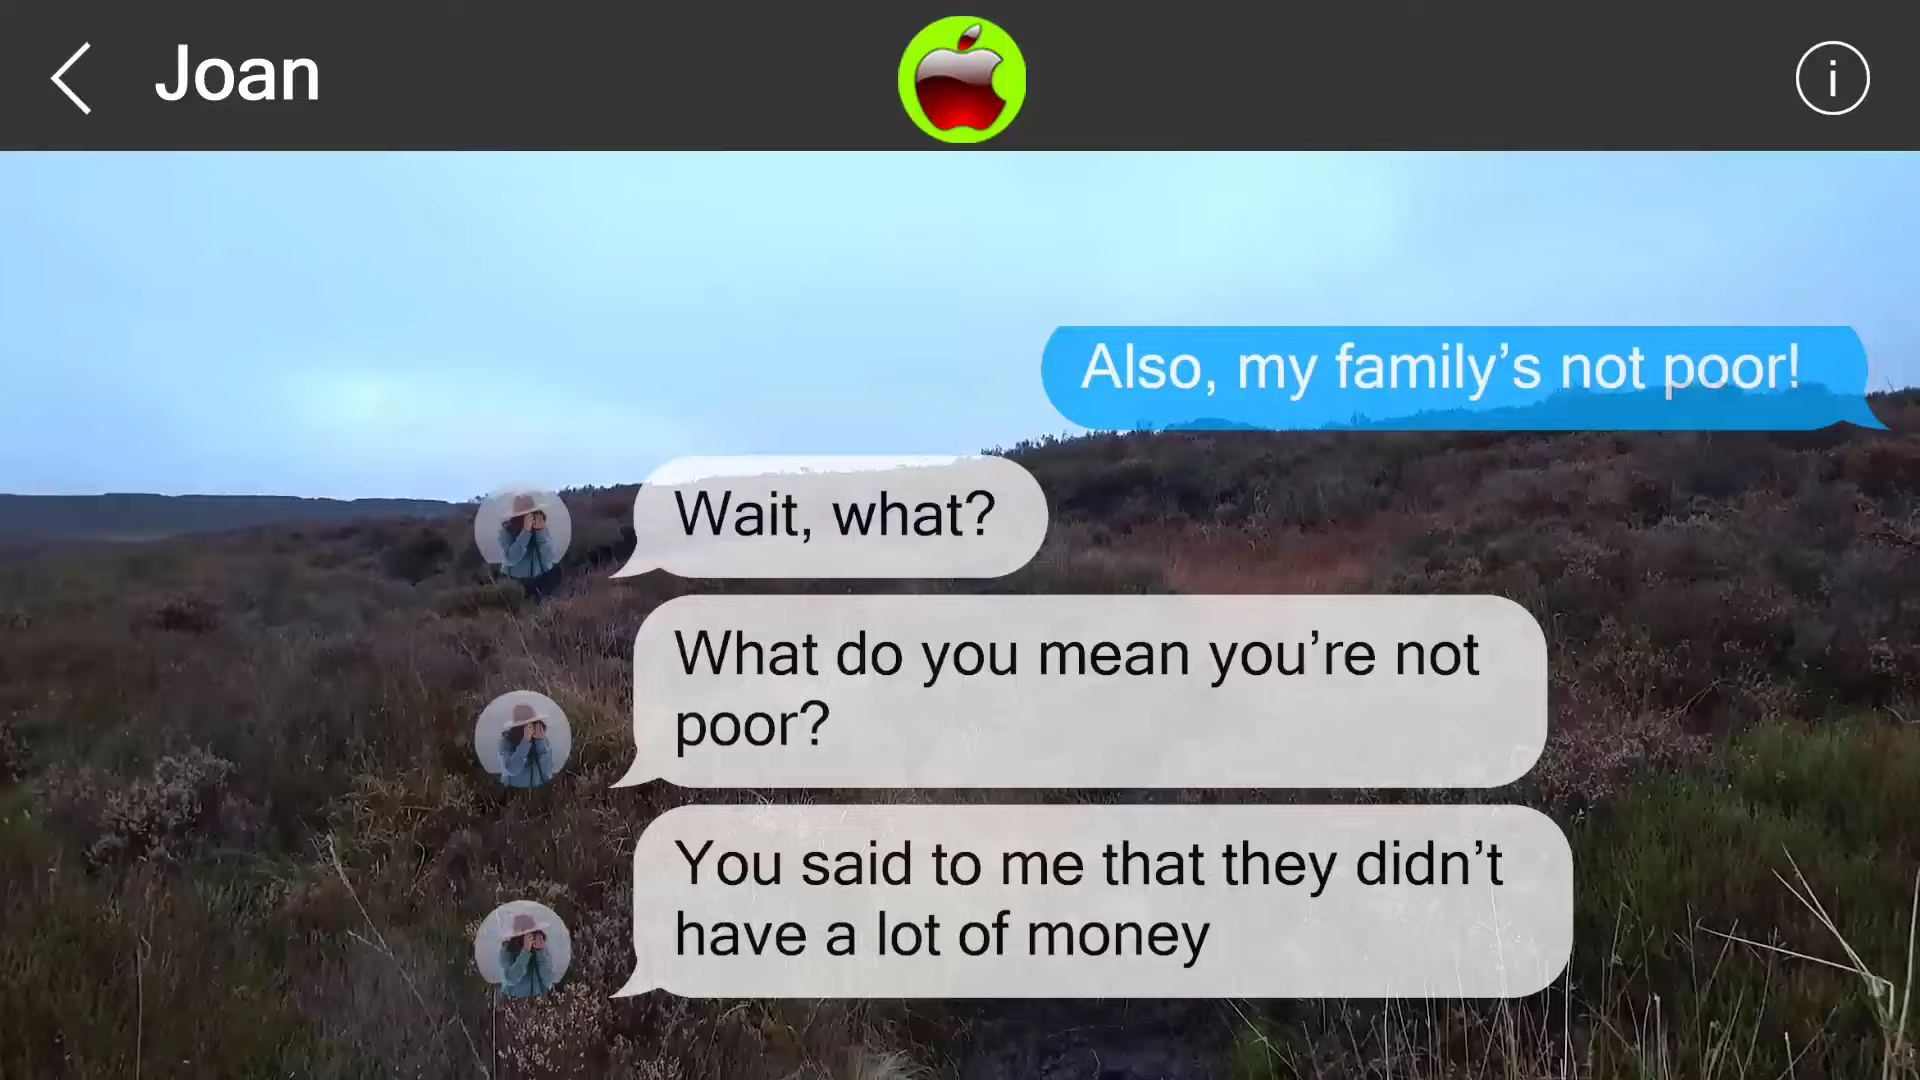 Joan
i
Also, my family’s not poor!
Wait, what?
What do you mean you’re not
poor?
You said to me that they didn’t
have a lot of money